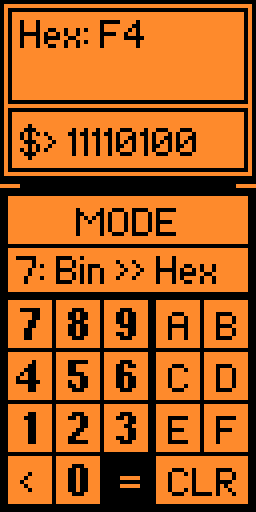 Hex: F4
$> 11110100
MODE
7: Bin >> Hex
7 8 9 A B
4 5 6 C D
1 2 3 E F
< 0 = CLR